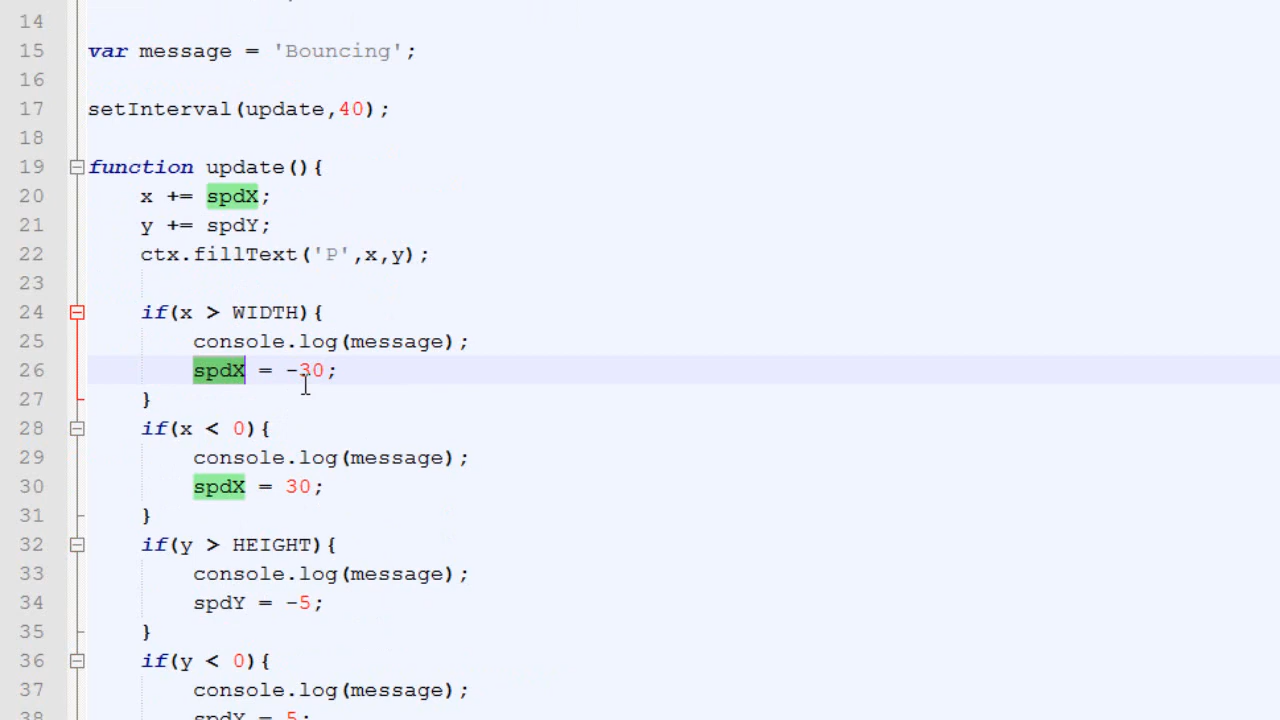 14
15 var message = 'Bouncing';
16
17 setInterval(update,40);
18
19 function update(){
20 x += spdX;
21 y += spdY;
22 ctx.fillText('P',x,y);
23
24 if(x > WIDTH){
25 console.log(message);
26 spdX = -30;
27 }
28 if(x < 0){
29 console.log(message);
30 spdX = 30;
31 }
32 if(y > HEIGHT){
33 console.log(message);
34 spdY = -5;
35 }
36 if(y < 0){
37 console.log(message);
38 spdY = 5;